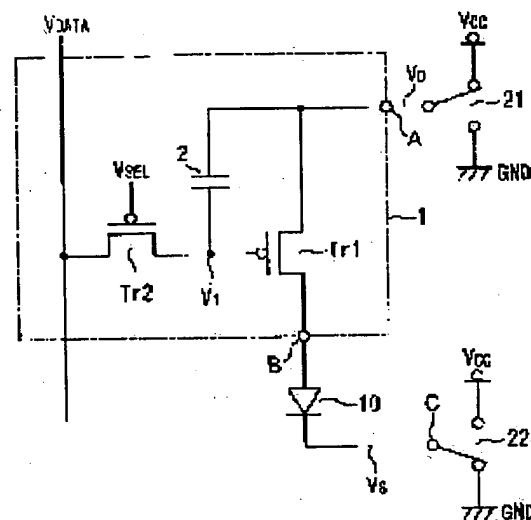 VDATA
VCC
VD
21
A
2
VSEL
GND
1
Tr1
Tr2
V1
B
VCC
10
C
22
VS
GND